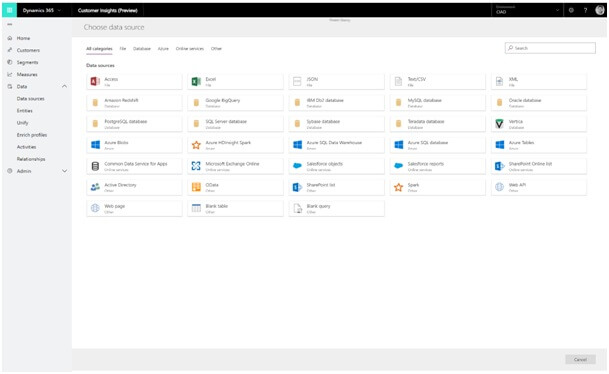 Dynamics 365
Customer Insights (Preview)
Environment
CIAD
?
Power Query
Choose data source
Home
Customers
Segments
Measures
Data
Data sources
Entities
Unify
Enrich profiles
Activities
Relationships
Admin
All categories File Database Azure Online services Other
Search
Data sources
Access
File
Excel
File
JSON
File
Text/CSV
File
XML
File
Amazon Redshift
Database
Google BigQuery
Database
IBM Db2 database
Database
MySQL database
Database
Oracle database
Database
PostgreSQL database
Database
SQL Server database
Database
Sybase database
Database
Teradata database
Database
Vertica
Database
Azure Blobs
Azure
Azure HDInsight Spark
Azure
Azure SQL Data Warehouse
Azure
Azure SQL database
Azure
Azure Tables
Azure
Common Data Service for Apps
Online services
Microsoft Exchange Online
Online services
Salesforce objects
Online services
Salesforce reports
Online services
SharePoint Online list
Online services
Active Directory
Other
OData
Other
SharePoint list
Other
Spark
Other
Web API
Other
Web page
Other
Blank table
Other
Blank query
Other
Cancel